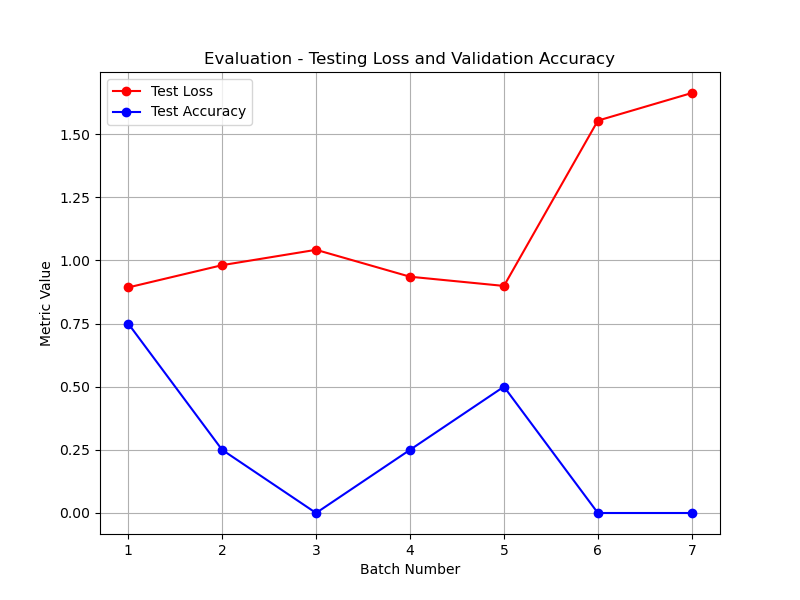 Evaluation - Testing Loss and Validation Accuracy
Test Loss
Test Accuracy
1.50
1.25
1.00
0.75
0.50
0.25
0.00
Metric Value
1 2 3 4 5 6 7
Batch Number